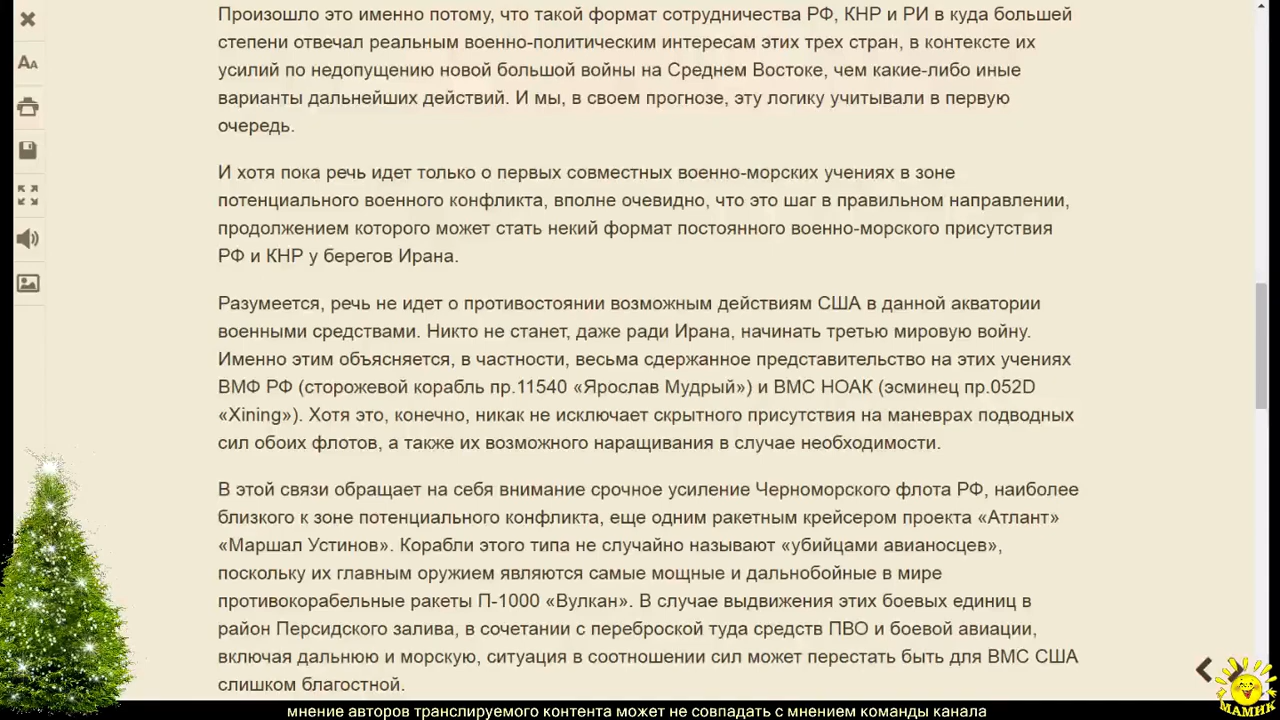 Произошло это именно потому, что такой формат сотрудничества РФ, КНР и РИ в куда большей
степени отвечал реальным военно-политическим интересам этих трех стран, в контексте их
усилий по недопущению новой большой войны на Среднем Востоке, чем какие-либо иные
варианты дальнейших действий. И мы, в своем прогнозе, эту логику учитывали в первую
очередь.
И хотя пока речь идет только о первых совместных военно-морских учениях в зоне
потенциального военного конфликта, вполне очевидно, что это шаг в правильном направлении,
продолжением которого может стать некий формат постоянного военно-морского присутствия
РФ и КНР у берегов Ирана.
Разумеется, речь не идет о противостоянии возможным действиям США в данной акватории
военными средствами. Никто не станет, даже ради Ирана, начинать третью мировую войну.
Именно этим объясняется, в частности, весьма сдержанное представительство на этих учениях
ВМФ РФ (сторожевой корабль пр.11540 «Ярослав Мудрый») и ВМС НОАК (эсминец пр.052D
«Xining»). Хотя это, конечно, никак не исключает скрытного присутствия на маневрах подводных
сил обоих флотов, а также их возможного наращивания в случае необходимости.
В этой связи обращает на себя внимание срочное усиление Черноморского флота РФ, наиболее
близкого к зоне потенциального конфликта, еще одним ракетным крейсером проекта «Атлант»
«Маршал Устинов». Корабли этого типа не случайно называют «убийцами авианосцев»,
поскольку их главным оружием являются самые мощные и дальнобойные в мире
противокорабельные ракеты П-1000 «Вулкан». В случае выдвижения этих боевых единиц в
район Персидского залива, в сочетании с переброской туда средств ПВО и боевой авиации,
включая дальнюю и морскую, ситуация в соотношении сил может перестать быть для ВМС США
слишком благостной.
МАМИК
мнение авторов транслируемого контента может не совпадать с мнением команды канала